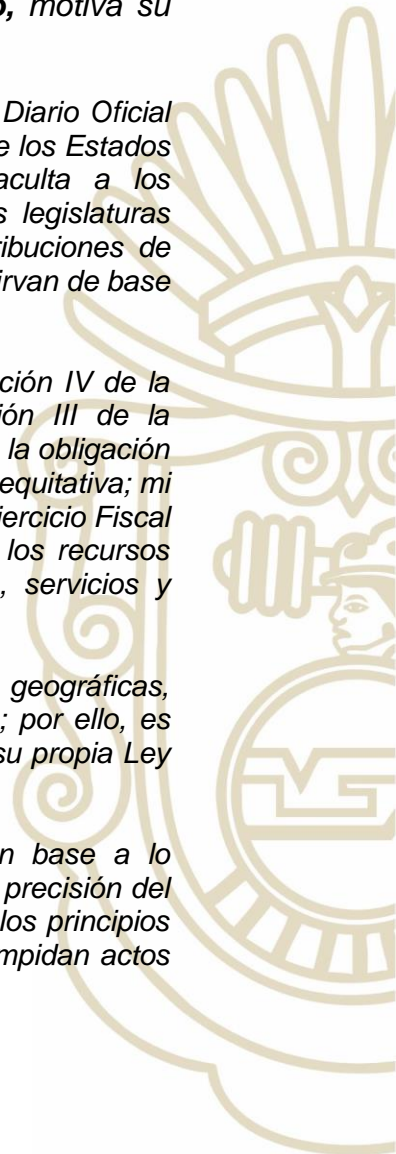 o, motiva su
Diario Oficial
e los Estados
aculta a los
s legislaturas
ribuciones de
irvan de base
ción IV de la
ión III de la
la obligación
equitativa; mi
jercicio Fiscal
los recursos
, servicios y
geográficas,
; por ello, es
su propia Ley
n base a lo
precisión del
los principios
mpidan actos